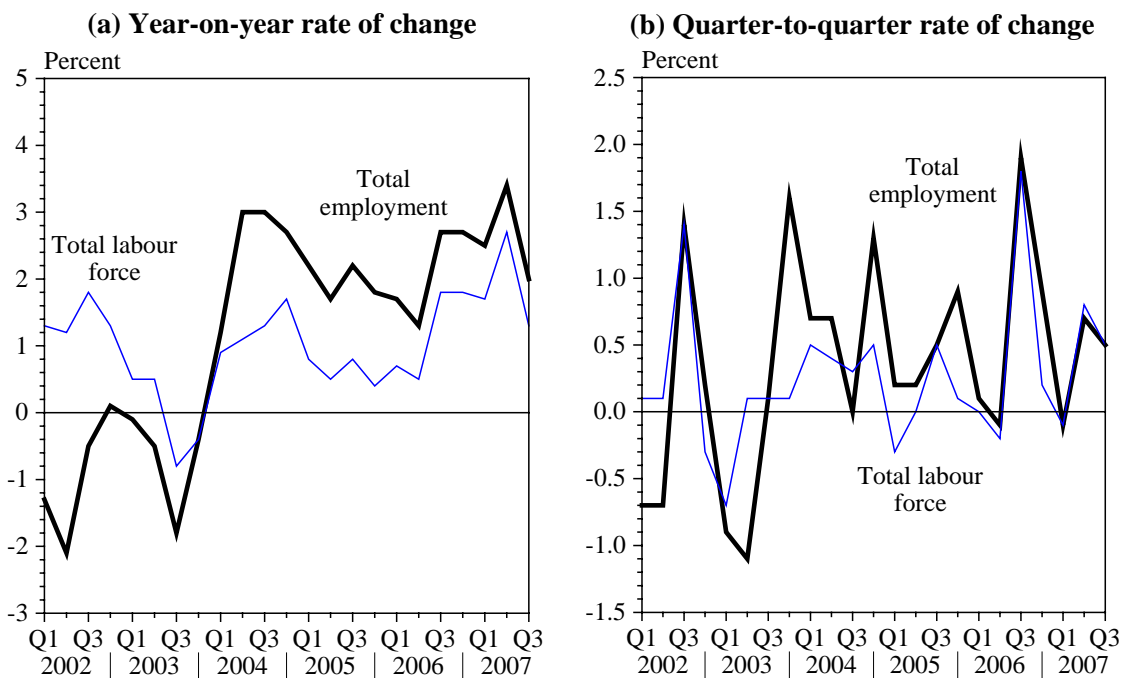 (a) Year-on-year rate of change
Percent
5
4
3
2
1
0
-1
-2
-3
Total
employment
Total labour
force
Q1 Q3 Q1 Q3 Q1 Q3 Q1 Q3 Q1 Q3 Q1 Q3
2002 2003 2004 2005 2006 2007
(b) Quarter-to-quarter rate of change
Percent
2.5
2.0
1.5
1.0
0.5
0.0
-0.5
-1.0
-1.5
Total
employment
Total labour
force
Q1 Q3 Q1 Q3 Q1 Q3 Q1 Q3 Q1 Q3 Q1 Q3
2002 2003 2004 2005 2006 2007